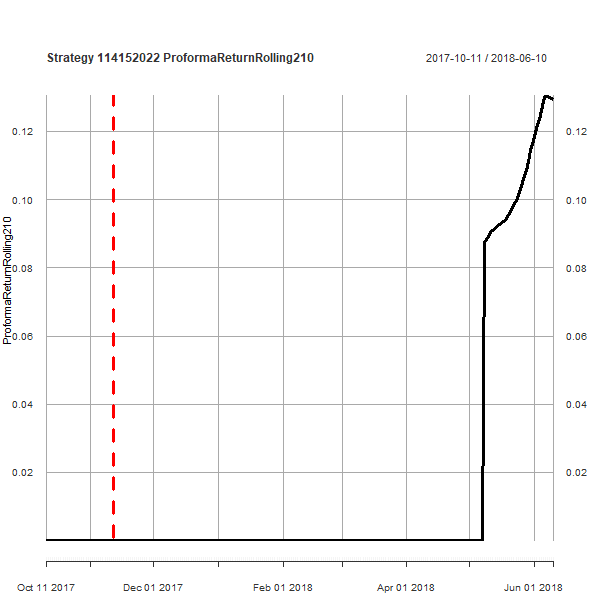 Strategy 114152022 ProformaReturnRolling210
2017-10-11 / 2018-06-10
ProformaReturnRolling210
0.12
0.10
0.08
0.06
0.04
0.02
0.12
0.10
0.08
0.06
0.04
0.02
Oct 11 2017
Dec 01 2017
Feb 01 2018
Apr 01 2018
Jun 01 2018